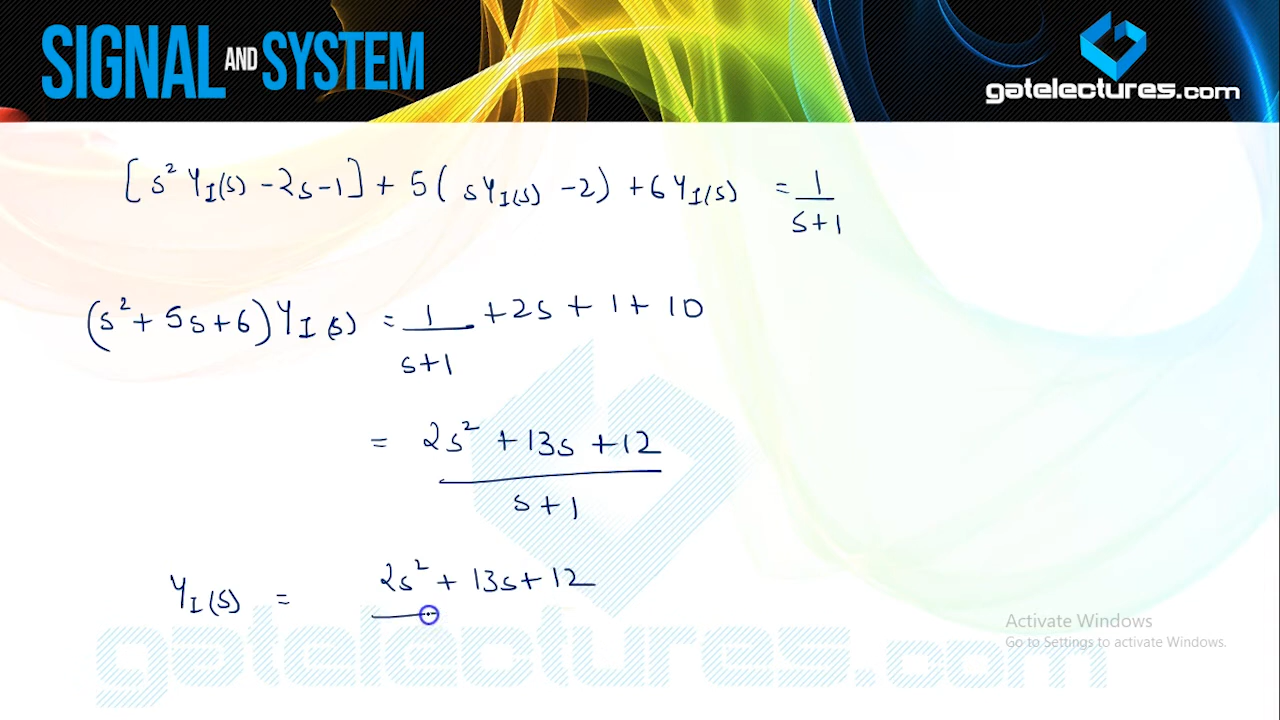 SIGNAL AND SYSTEM
gatelectures.com
[s² Y_I(s) -2s-1] + 5( sY_I(s) -2) +6Y_I(s) = 1/(s+1)
(s²+ 5s+6)Y_I(s) = 1/(s+1) +2s + 1+ 10
= (2s² +13s +12)/(s+1)
Y_I(s) = 2s² + 13s+12
Activate Windows
Go to Settings to activate Windows.
gatelectures.com